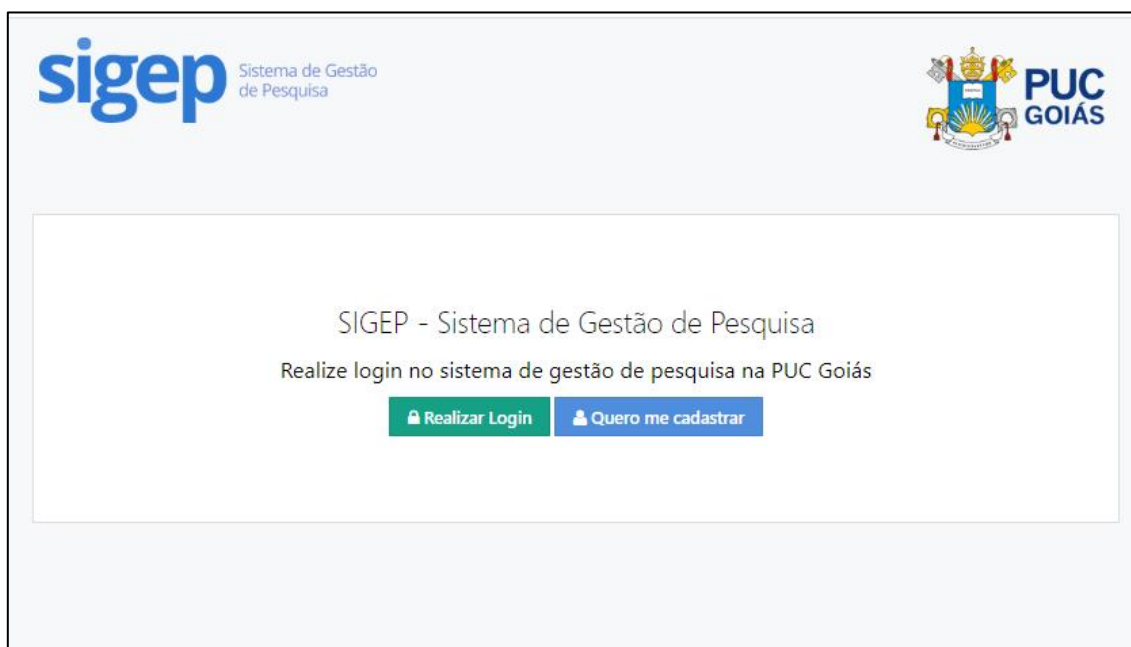 sigep
Sistema de Gestão
de Pesquisa
PUC
GOIÁS
SIGEP - Sistema de Gestão de Pesquisa
Realize login no sistema de gestão de pesquisa na PUC Goiás
Realizar Login
Quero me cadastrar